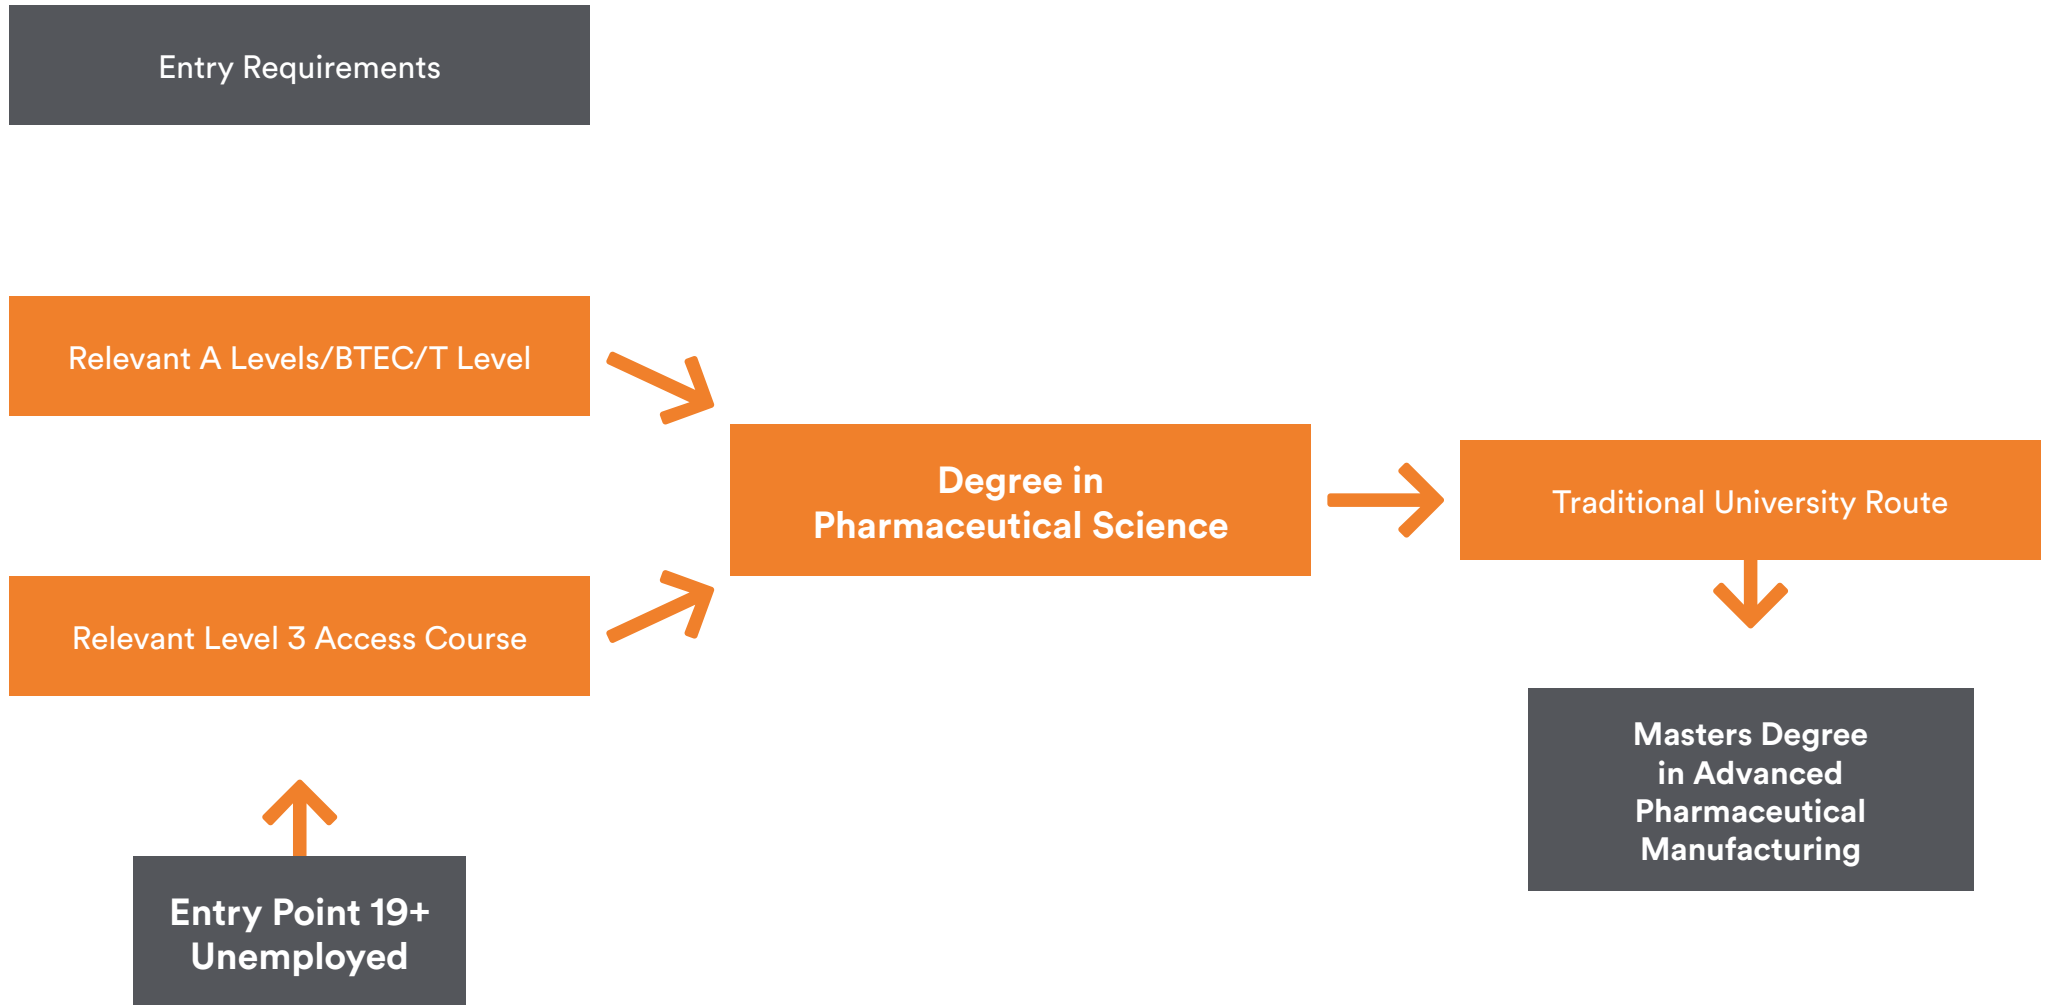 Entry Requirements
Relevant A Levels/BTEC/T Level
Relevant Level 3 Access Course
Entry Point 19+
Unemployed
Degree in
Pharmaceutical Science
Traditional University Route
Masters Degree
in Advanced
Pharmaceutical
Manufacturing